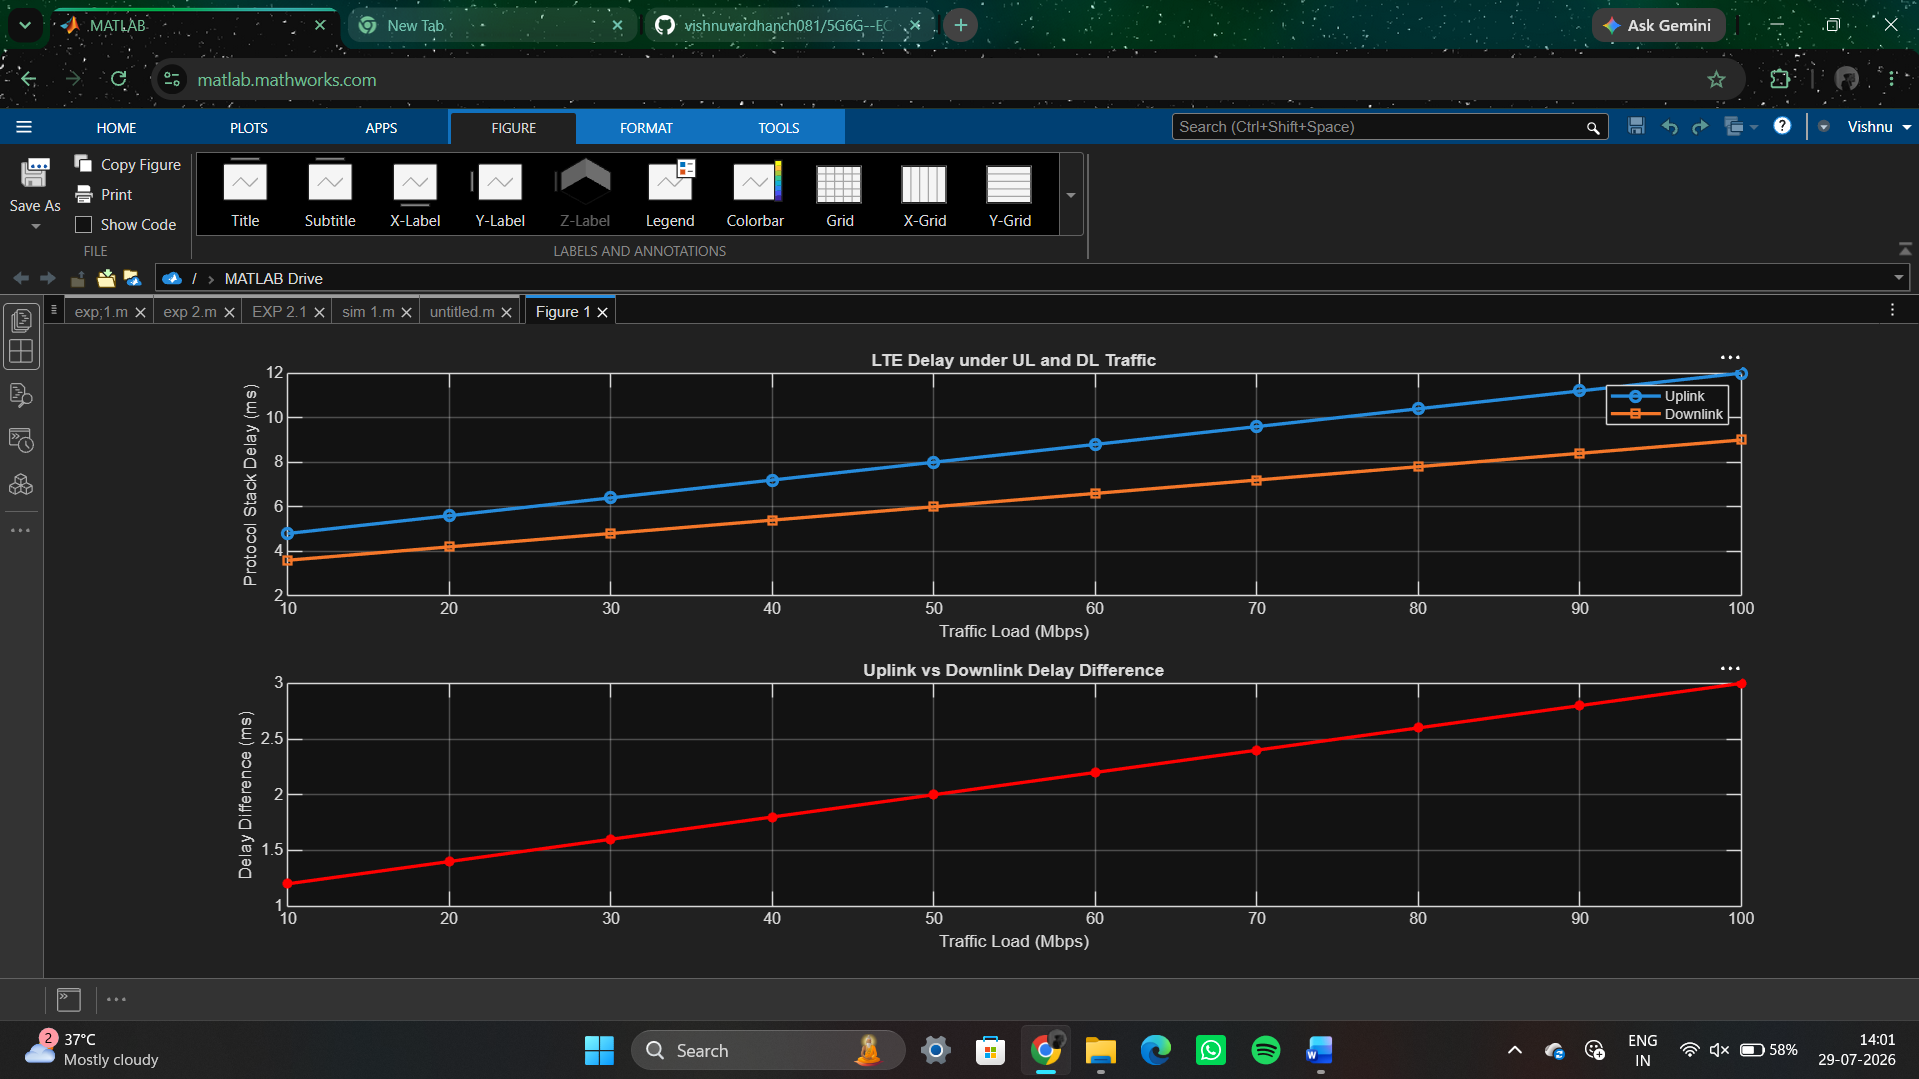 MATLAB
New Tab
vishnuvardhanch081/5G6G--EC
Ask Gemini
matlab.mathworks.com
HOME
PLOTS
APPS
FIGURE
FORMAT
TOOLS
Search (Ctrl+Shift+Space)
Vishnu
Save As
Copy Figure
Print
Show Code
FILE
Title
Subtitle
X-Label
Y-Label
Z-Label
Legend
Colorbar
Grid
X-Grid
Y-Grid
LABELS AND ANNOTATIONS
/ › MATLAB Drive
exp;1.m
exp 2.m
EXP 2.1
sim 1.m
untitled.m
Figure 1
LTE Delay under UL and DL Traffic
Protocol Stack Delay (ms)
12
10
8
6
4
2
Uplink
Downlink
10 20 30 40 50 60 70 80 90 100
Traffic Load (Mbps)
Uplink vs Downlink Delay Difference
Delay Difference (ms)
3
2.5
2
1.5
1
10 20 30 40 50 60 70 80 90 100
Traffic Load (Mbps)
2
37°C
Mostly cloudy
Search
ENG
IN
58%
14:01
29-07-2026